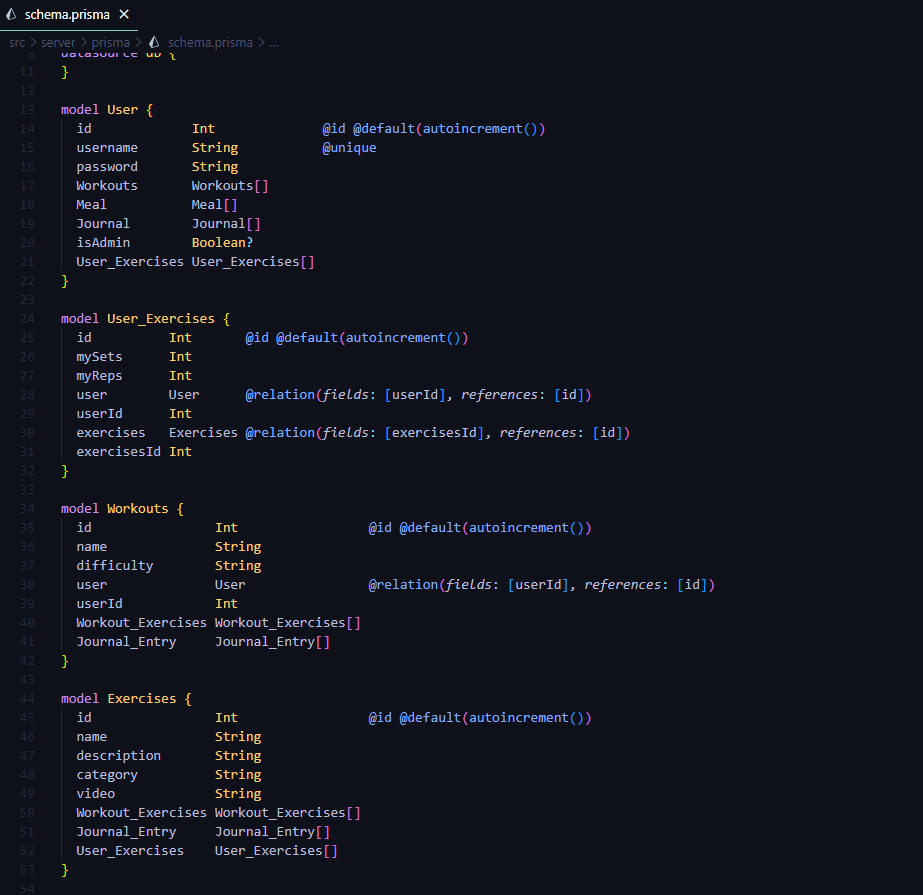 schema.prisma ×
src > server > prisma > schema.prisma > ...
8 datasource db {
11 }
12
13 model User {
14 id Int @id @default(autoincrement())
15 username String @unique
16 password String
17 Workouts Workouts[]
18 Meal Meal[]
19 Journal Journal[]
20 isAdmin Boolean?
21 User_Exercises User_Exercises[]
22 }
23
24 model User_Exercises {
25 id Int @id @default(autoincrement())
26 mySets Int
27 myReps Int
28 user User @relation(fields: [userId], references: [id])
29 userId Int
30 exercises Exercises @relation(fields: [exercisesId], references: [id])
31 exercisesId Int
32 }
33
34 model Workouts {
35 id Int @id @default(autoincrement())
36 name String
37 difficulty String
38 user User @relation(fields: [userId], references: [id])
39 userId Int
40 Workout_Exercises Workout_Exercises[]
41 Journal_Entry Journal_Entry[]
42 }
43
44 model Exercises {
45 id Int @id @default(autoincrement())
46 name String
47 description String
48 category String
49 video String
50 Workout_Exercises Workout_Exercises[]
51 Journal_Entry Journal_Entry[]
52 User_Exercises User_Exercises[]
53 }
54